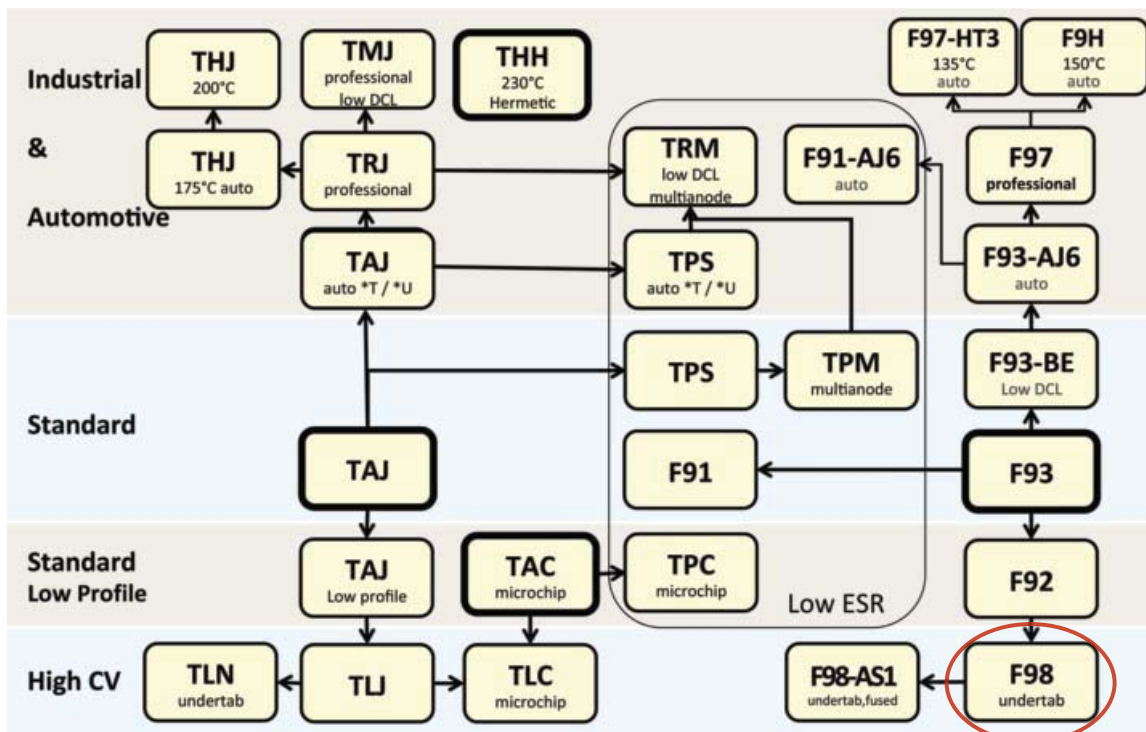 Industrial
&
Automotive
THJ
200°C
TMJ
professional
low DCL
THH
230°C
Hermetic
F97-HT3
135°C
auto
F9H
150°C
auto
THJ
175°C auto
TRJ
professional
TRM
low DCL
multianode
F91-AJ6
auto
F97
professional
TAJ
auto *T / *U
TPS
auto *T / *U
F93-AJ6
auto
Standard
TPS
TPM
multianode
F93-BE
Low DCL
TAJ
F91
F93
Standard
Low Profile
TAJ
Low profile
TAC
microchip
TPC
microchip
Low ESR
F92
High CV
TLN
undertab
TLJ
TLC
microchip
F98-AS1
undertab,fused
F98
undertab